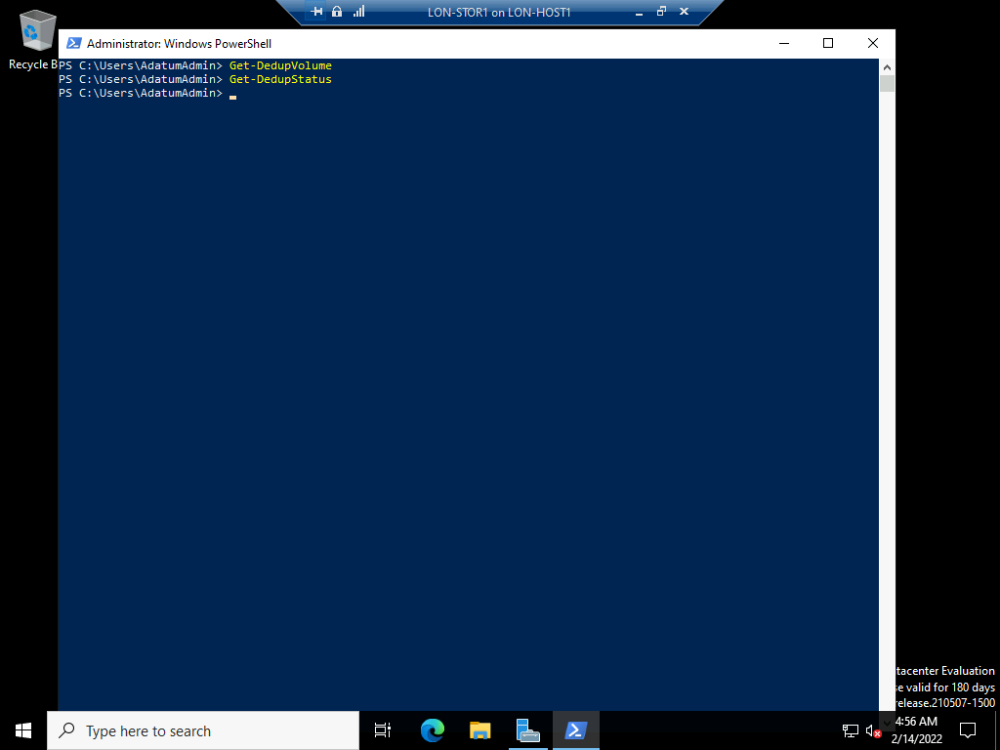 LON-STOR1 on LON-HOST1
Administrator: Windows PowerShell
Recycle B
PS C:\Users\AdatumAdmin> Get-DedupVolume
PS C:\Users\AdatumAdmin> Get-DedupStatus
PS C:\Users\AdatumAdmin>
tacenter Evaluation
se valid for 180 days
release.210507-1500
Type here to search
4:56 AM
2/14/2022